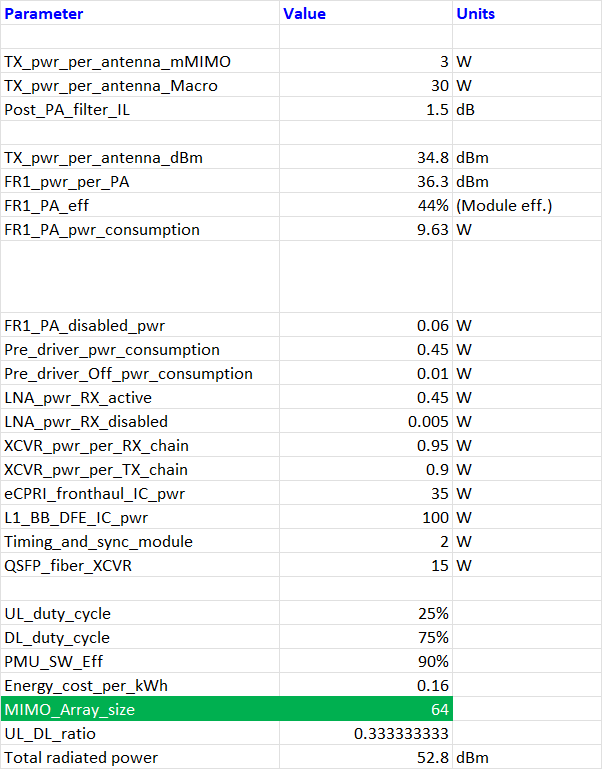 Parameter Value Units
TX_pwr_per_antenna_mMIMO 3 W
TX_pwr_per_antenna_Macro 30 W
Post_PA_filter_IL 1.5 dB
TX_pwr_per_antenna_dBm 34.8 dBm
FR1_pwr_per_PA 36.3 dBm
FR1_PA_eff 44% (Module eff.)
FR1_PA_pwr_consumption 9.63 W
FR1_PA_disabled_pwr 0.06 W
Pre_driver_pwr_consumption 0.45 W
Pre_driver_Off_pwr_consumption 0.01 W
LNA_pwr_RX_active 0.45 W
LNA_pwr_RX_disabled 0.005 W
XCVR_pwr_per_RX_chain 0.95 W
XCVR_pwr_per_TX_chain 0.9 W
eCPRI_fronthaul_IC_pwr 35 W
L1_BB_DFE_IC_pwr 100 W
Timing_and_sync_module 2 W
QSFP_fiber_XCVR 15 W
UL_duty_cycle 25%
DL_duty_cycle 75%
PMU_SW_Eff 90%
Energy_cost_per_kWh 0.16
MIMO_Array_size 64
UL_DL_ratio 0.333333333
Total radiated power 52.8 dBm